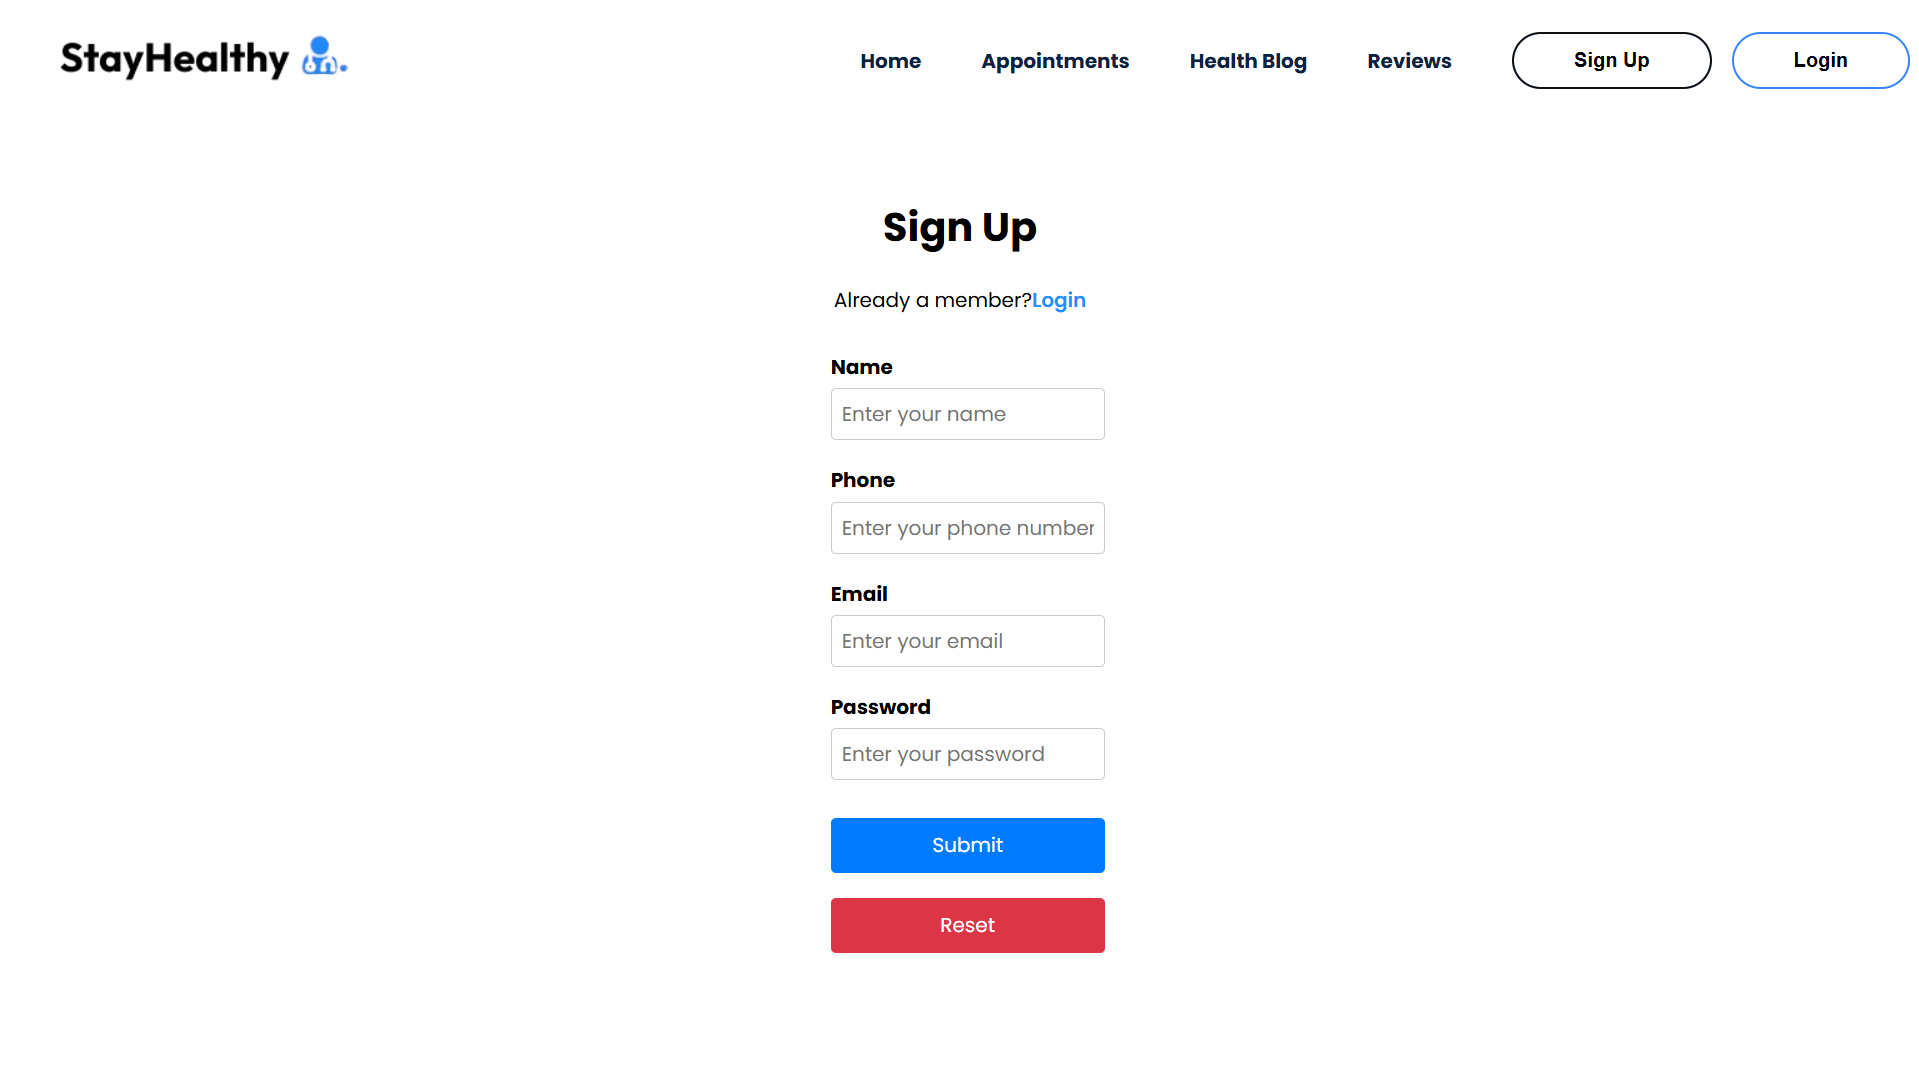 StayHealthy
Home Appointments Health Blog Reviews Sign Up Login
Sign Up
Already a member?Login
Name
Enter your name
Phone
Enter your phone number
Email
Enter your email
Password
Enter your password
Submit
Reset